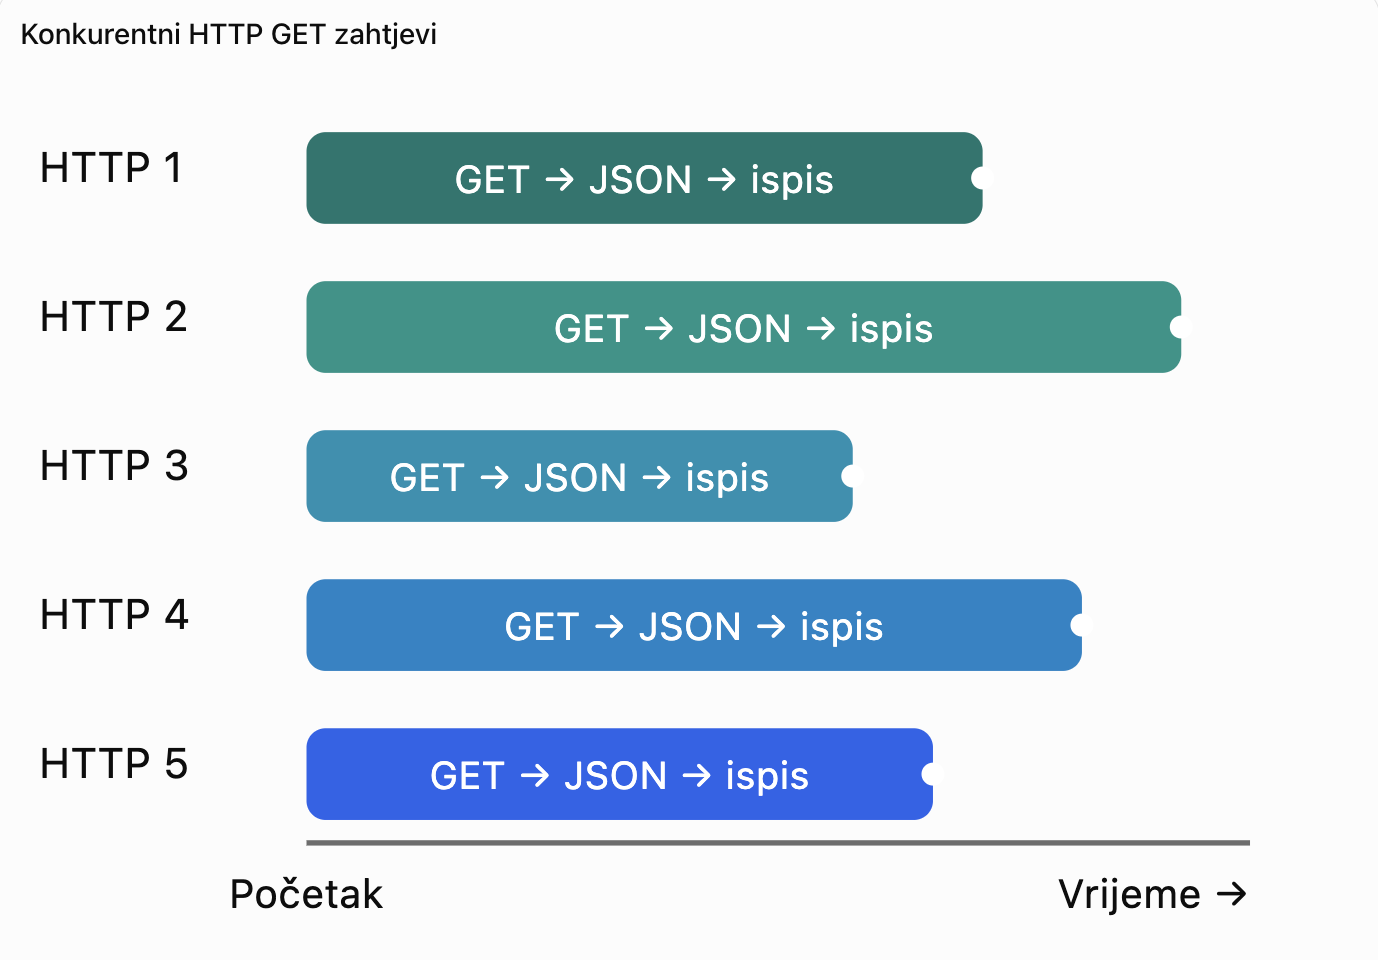 Konkurentni HTTP GET zahtjevi
HTTP 1
GET → JSON → ispis
HTTP 2
GET → JSON → ispis
HTTP 3
GET → JSON → ispis
HTTP 4
GET → JSON → ispis
HTTP 5
GET → JSON → ispis
Početak
Vrijeme →